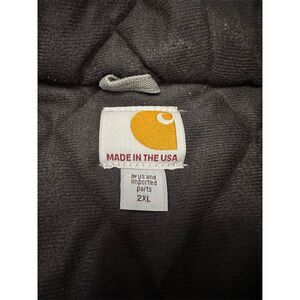 MADE IN THE USA
of US and
imported
parts
2XL